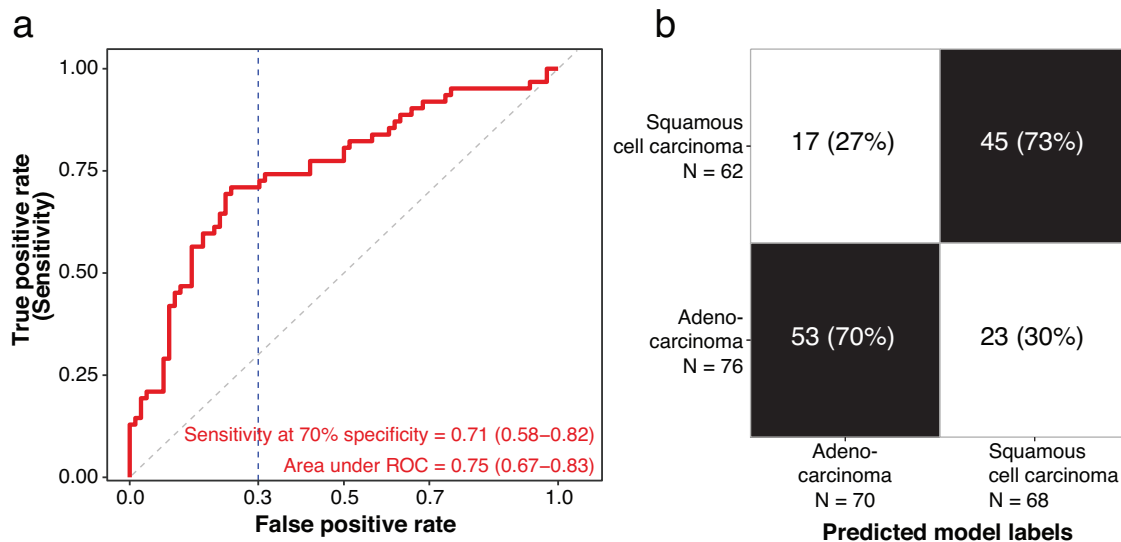 a
True positive rate
(Sensitivity)
1.00
0.75
0.50
0.25
0.00
Sensitivity at 70% specificity = 0.71 (0.58–0.82)
Area under ROC = 0.75 (0.67–0.83)
0.0
0.3
0.5
0.7
1.0
False positive rate
b
Squamous
cell carcinoma
N = 62
17 (27%)
45 (73%)
Adeno-
carcinoma
N = 76
53 (70%)
23 (30%)
Adeno-
carcinoma
N = 70
Squamous
cell carcinoma
N = 68
Predicted model labels